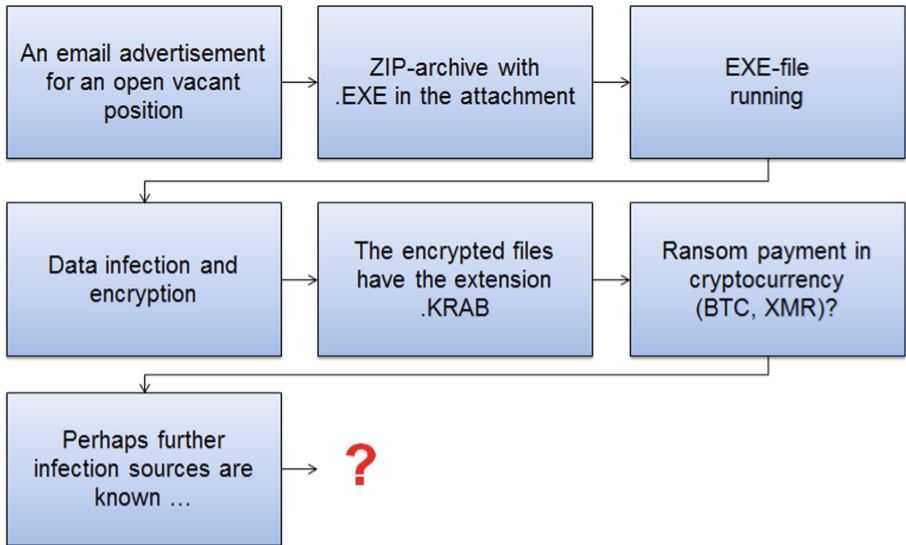 An email advertisement
for an open vacant
position
ZIP-archive with
.EXE in the attachment
EXE-file
running
Data infection and
encryption
The encrypted files
have the extension
.KRAB
Ransom payment in
cryptocurrency
(BTC, XMR)?
Perhaps further
infection sources are
known …
?